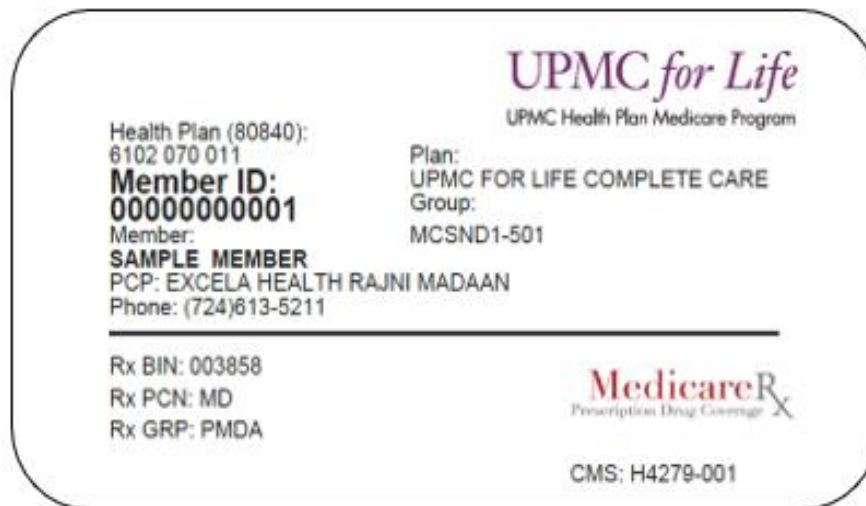 UPMC for Life
UPMC Health Plan Medicare Program
Health Plan (80840):
6102 070 011
Member ID:
00000000001
Member:
SAMPLE MEMBER
PCP: EXCELA HEALTH RAJNI MADAAN
Phone: (724)613-5211
Plan:
UPMC FOR LIFE COMPLETE CARE
Group:
MCSND1-501
Rx BIN: 003858
Rx PCN: MD
Rx GRP: PMDA
MedicareRx
Prescription Drug Coverage
CMS: H4279-001